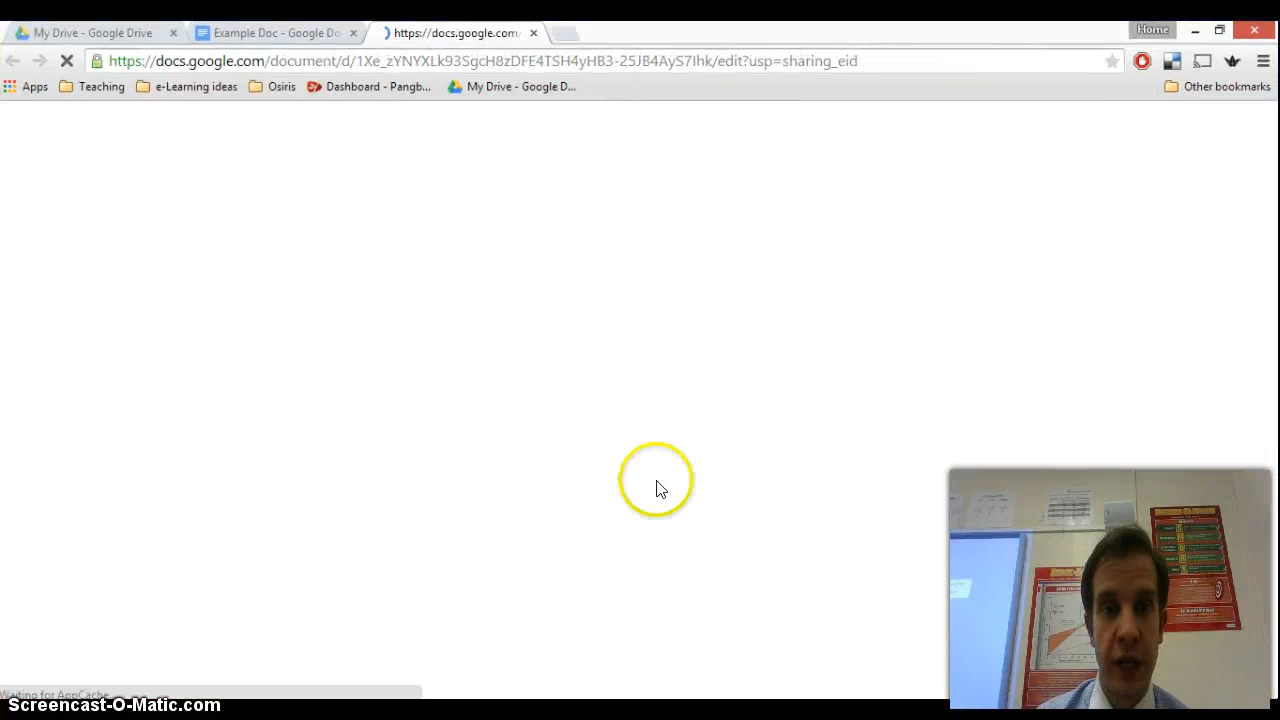 My Drive - Google Drive
Example Doc - Google Do
https://docs.google.com/
Home
https://docs.google.com/document/d/1Xe_zYNYXLk93SgcH8zDFE4TSH4yHB3-25JB4AyS7Ihk/edit?usp=sharing_eid
Apps
Teaching
e-Learning ideas
Osiris
Dashboard - Pangb...
My Drive - Google D...
Other bookmarks
Waiting for AppCache
Screencast-O-Matic.com